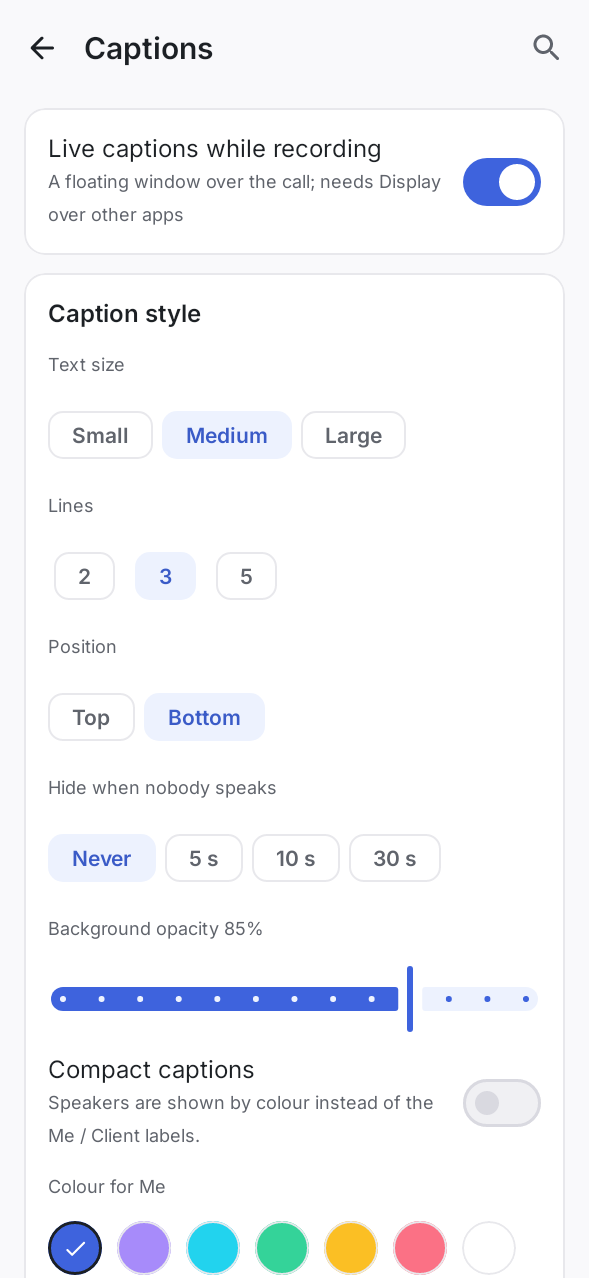 Captions
Live captions while recording
A floating window over the call; needs Display
over other apps
Caption style
Text size
Small Medium Large
Lines
2 3 5
Position
Top Bottom
Hide when nobody speaks
Never 5 s 10 s 30 s
Background opacity 85%
Compact captions
Speakers are shown by colour instead of the
Me / Client labels.
Colour for Me